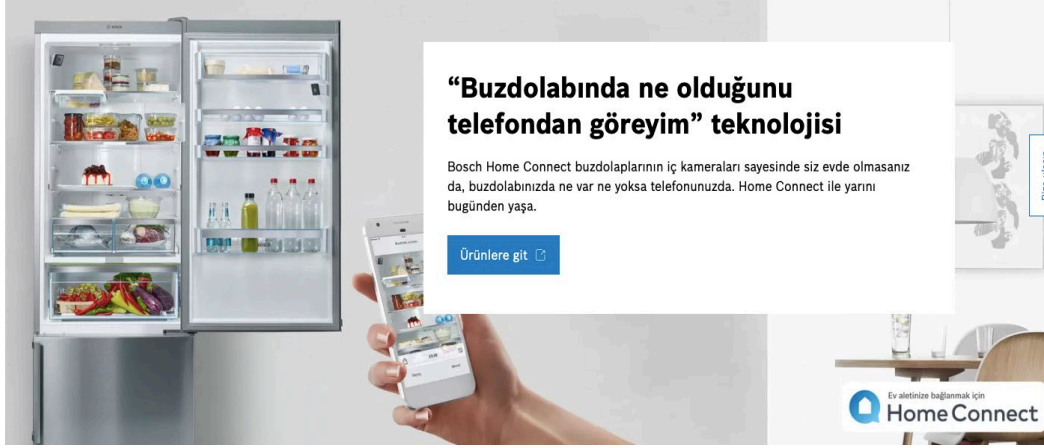 “Buzdolabında ne olduğunu
telefondan göreyim” teknolojisi
Bosch Home Connect buzdolaplarının iç kameraları sayesinde siz evde olmasanız
da, buzdolabınızda ne var ne yoksa telefonunuzda. Home Connect ile yarını
bugünden yaşa.
Ürünlere git
Ev aletinize bağlanmak için
Home Connect
BOSCH